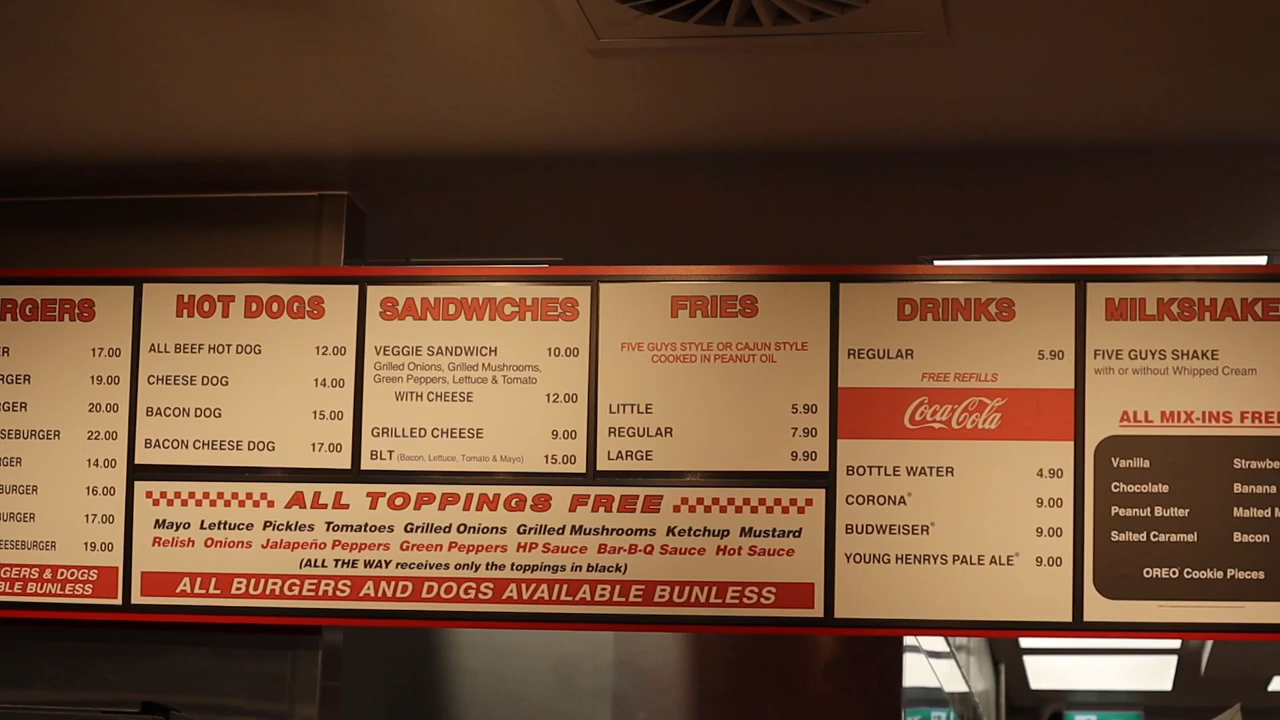 RGERS
R 17.00
RGER 19.00
RGER 20.00
SEBURGER 22.00
RGER 14.00
BURGER 16.00
BURGER 17.00
EESEBURGER 19.00
GERS & DOGS
BLE BUNLESS
HOT DOGS
ALL BEEF HOT DOG 12.00
CHEESE DOG 14.00
BACON DOG 15.00
BACON CHEESE DOG 17.00
SANDWICHES
VEGGIE SANDWICH 10.00
Grilled Onions, Grilled Mushrooms,
Green Peppers, Lettuce & Tomato
WITH CHEESE 12.00
GRILLED CHEESE 9.00
BLT (Bacon, Lettuce, Tomato & Mayo) 15.00
FRIES
FIVE GUYS STYLE OR CAJUN STYLE
COOKED IN PEANUT OIL
LITTLE 5.90
REGULAR 7.90
LARGE 9.90
ALL TOPPINGS FREE
Mayo Lettuce Pickles Tomatoes Grilled Onions Grilled Mushrooms Ketchup Mustard
Relish Onions Jalapeño Peppers Green Peppers HP Sauce Bar-B-Q Sauce Hot Sauce
(ALL THE WAY receives only the toppings in black)
ALL BURGERS AND DOGS AVAILABLE BUNLESS
DRINKS
REGULAR 5.90
FREE REFILLS
Coca-Cola
BOTTLE WATER 4.90
CORONA® 9.00
BUDWEISER® 9.00
YOUNG HENRYS PALE ALE® 9.00
MILKSHAKE
FIVE GUYS SHAKE
with or without Whipped Cream
ALL MIX-INS FREE
Vanilla Strawbe
Chocolate Banana
Peanut Butter Malted M
Salted Caramel Bacon
OREO® Cookie Pieces